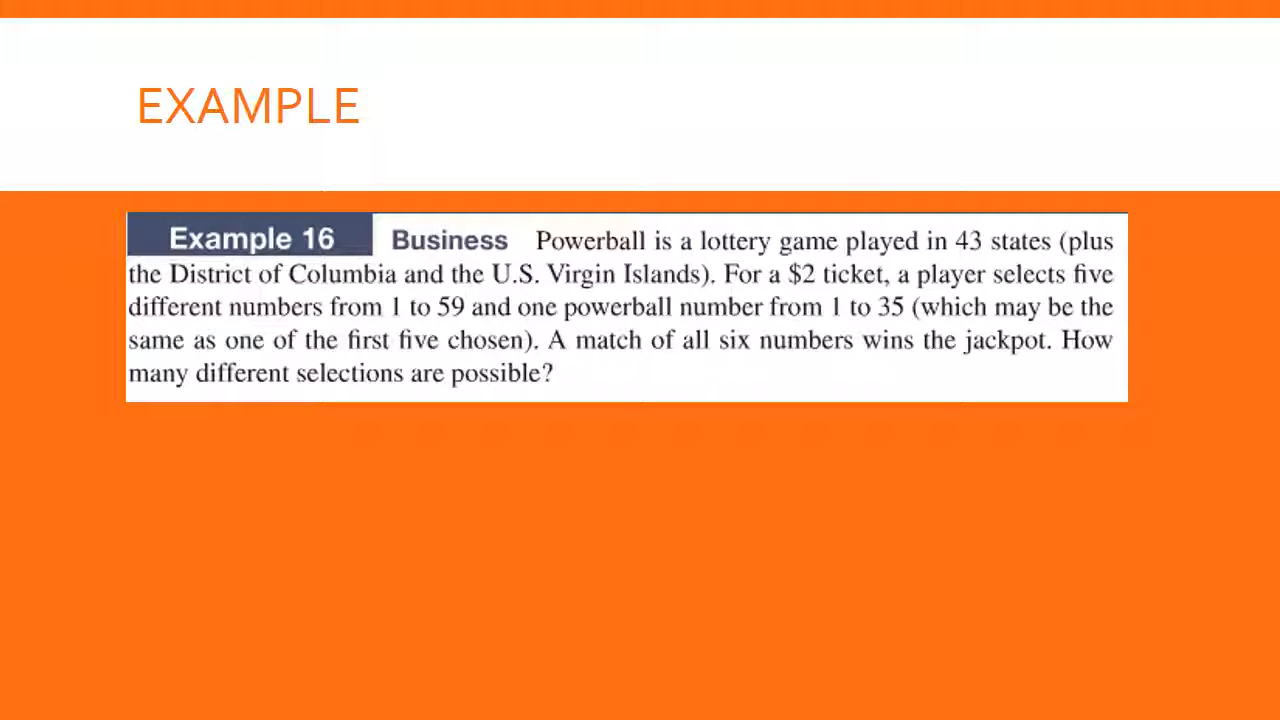 EXAMPLE
Example 16 Business Powerball is a lottery game played in 43 states (plus
the District of Columbia and the U.S. Virgin Islands). For a $2 ticket, a player selects five
different numbers from 1 to 59 and one powerball number from 1 to 35 (which may be the
same as one of the first five chosen). A match of all six numbers wins the jackpot. How
many different selections are possible?